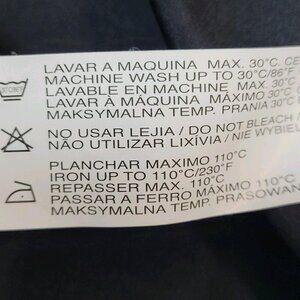 LAVAR A MAQUINA MAX. 30°C. CE
MACHINE WASH UP TO 30°C/86°F
LAVABLE EN MACHINE MAX. 30°C
LAVAR À MÁQUINA MÁXIMO 30°C
MAKSYMALNA TEMP. PRANIA 30°C
NO USAR LEJIA / DO NOT BLEACH /
NÃO UTILIZAR LIXÍVIA / NIE WYBIEL
PLANCHAR MAXIMO 110°C
IRON UP TO 110°C/230°F
REPASSER MAX. 110°C
PASSAR A FERRO MÁXIMO 110°C
MAKSYMALNA TEMP. PRASOWAN